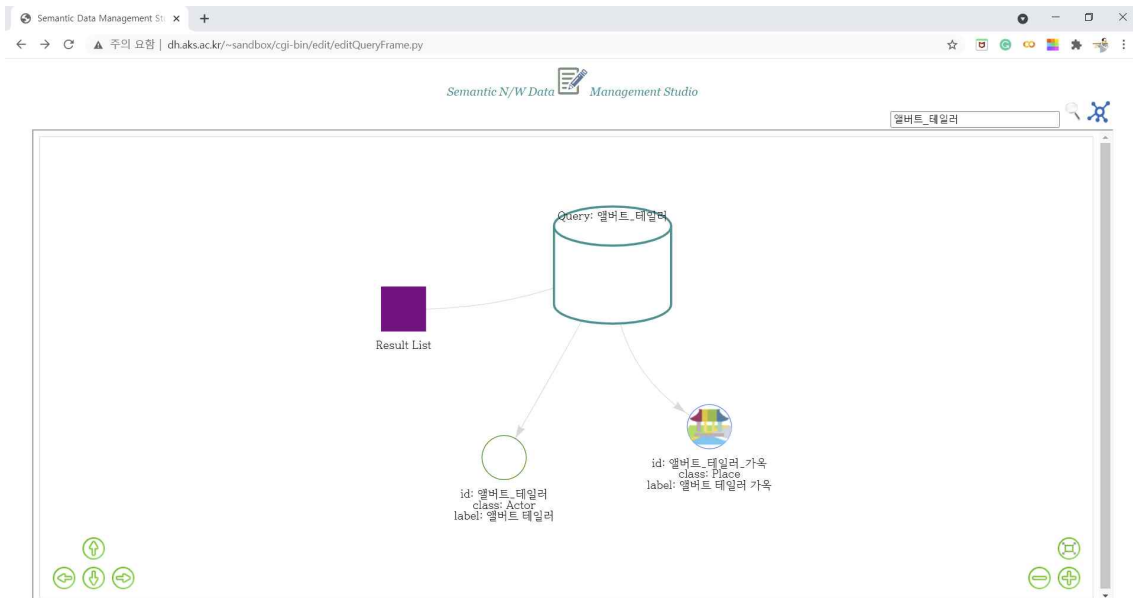 Semantic Data Management St
주의 요함 | dh.aks.ac.kr/~sandbox/cgi-bin/edit/editQueryFrame.py
Semantic N/W Data Management Studio
앨버트_테일러
Query: 앨버트_테일러
Result List
id: 앨버트_테일러_가옥
class: Place
label: 앨버트 테일러 가옥
id: 앨버트_테일러
class: Actor
label: 앨버트 테일러